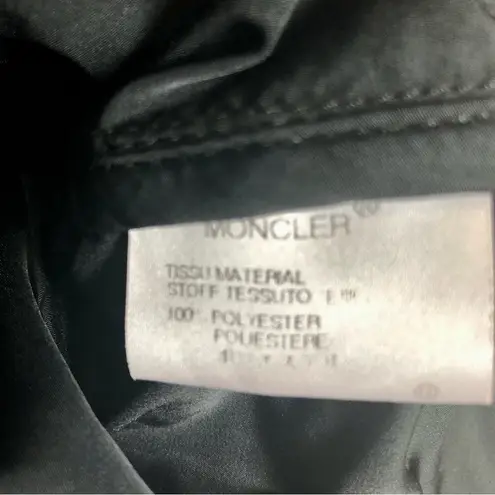 MONCLER
TISSU MATERIAL
STOFF TESSUTO
100% POLYESTER
POLIESTERE